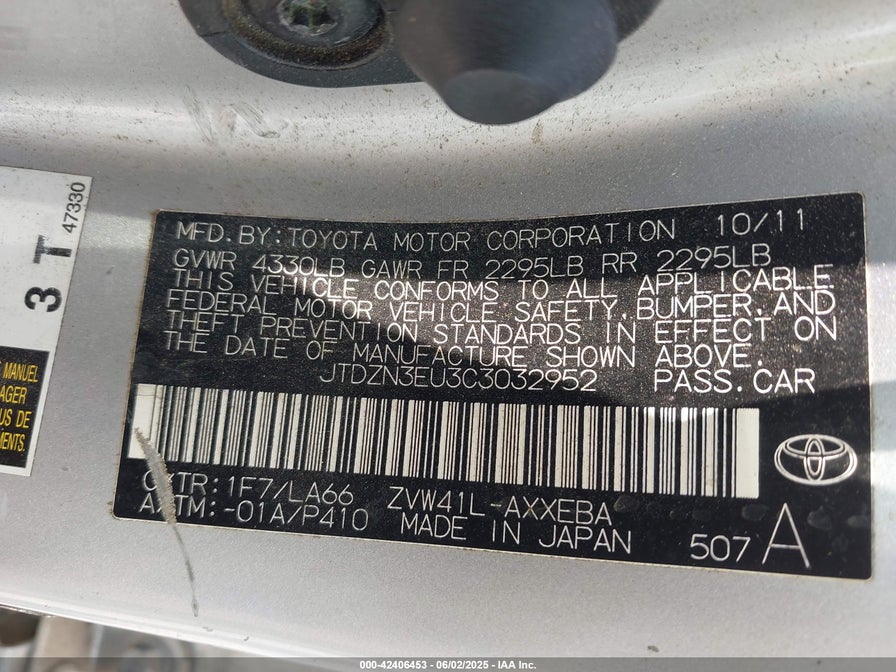 MFD. BY: TOYOTA MOTOR CORPORATION 10/11
GVWR 4330LB GAWR FR 2295LB RR 2295LB
THIS VEHICLE CONFORMS TO ALL APPLICABLE
FEDERAL MOTOR VEHICLE SAFETY, BUMPER, AND
THEFT PREVENTION STANDARDS IN EFFECT ON
THE DATE OF MANUFACTURE SHOWN ABOVE.
JTDZN3EU3C3032952 PASS.CAR
C/TR: 1F7/LA66 ZVW41L-AXXEBA
A/TM: -01A/P410 MADE IN JAPAN
507 A
3 T 47330
MANUEL
AGER
US DE
MENTS.
000-42406453 - 06/02/2025 - IAA Inc.